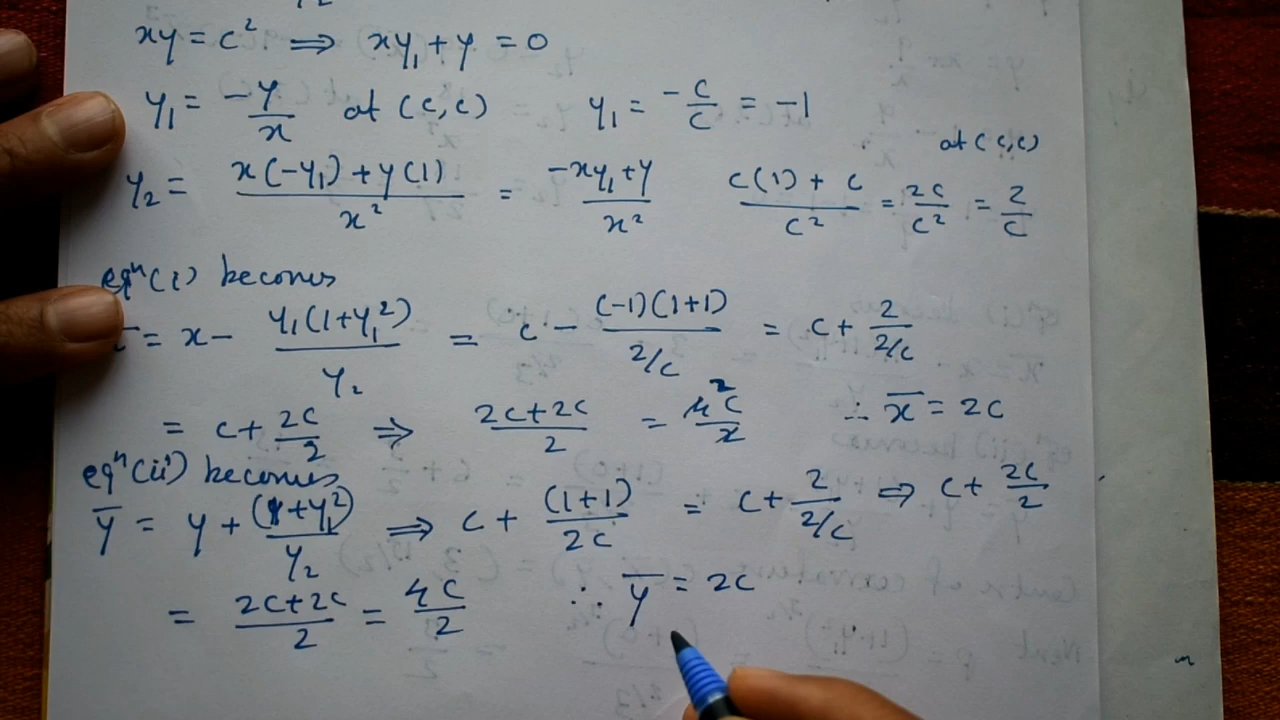 xy = c² ⇒ xy₁ + y = 0
y₁ = -y/x at (c,c) y₁ = -c/c = -1
at (c,c)
y₂ = x(-y₁) + y(1)/x² = -xy₁+y/x² c(1) + c/c² = 2c/c² = 2/c
eqⁿ(i) becomes
= x - y₁(1+y₁²)/y₂ = c - (-1)(1+1)/2/c = c + 2/2/c
= c + 2c/2 ⇒ 2c+2c/2 = 4c/2 ∴ x̄ = 2c
eqⁿ(ii) becomes
ȳ = y + (1+y₁²)/y₂ ⇒ c + (1+1)/2c = c + 2/2/c ⇒ c + 2c/2
= 2c+2c/2 = 4c/2 ∴ ȳ = 2c